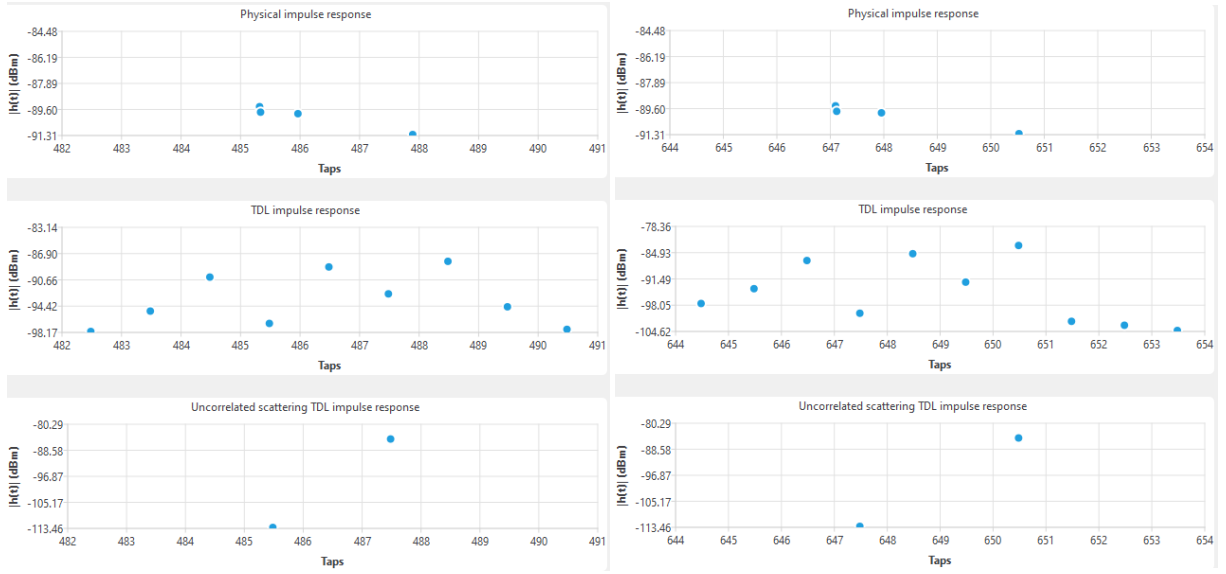 Physical impulse response
|h(t)| (dBm)
-84.48
-86.19
-87.89
-89.60
-91.31
482 483 484 485 486 487 488 489 490 491
Taps
TDL impulse response
|h(t)| (dBm)
-83.14
-86.90
-90.66
-94.42
-98.17
482 483 484 485 486 487 488 489 490 491
Taps
Uncorrelated scattering TDL impulse response
|h(t)| (dBm)
-80.29
-88.58
-96.87
-105.17
-113.46
482 483 484 485 486 487 488 489 490 491
Taps
Physical impulse response
|h(t)| (dBm)
-84.48
-86.19
-87.89
-89.60
-91.31
644 645 646 647 648 649 650 651 652 653 654
Taps
TDL impulse response
|h(t)| (dBm)
-78.36
-84.93
-91.49
-98.05
-104.62
644 645 646 647 648 649 650 651 652 653 654
Taps
Uncorrelated scattering TDL impulse response
|h(t)| (dBm)
-80.29
-88.58
-96.87
-105.17
-113.46
644 645 646 647 648 649 650 651 652 653 654
Taps